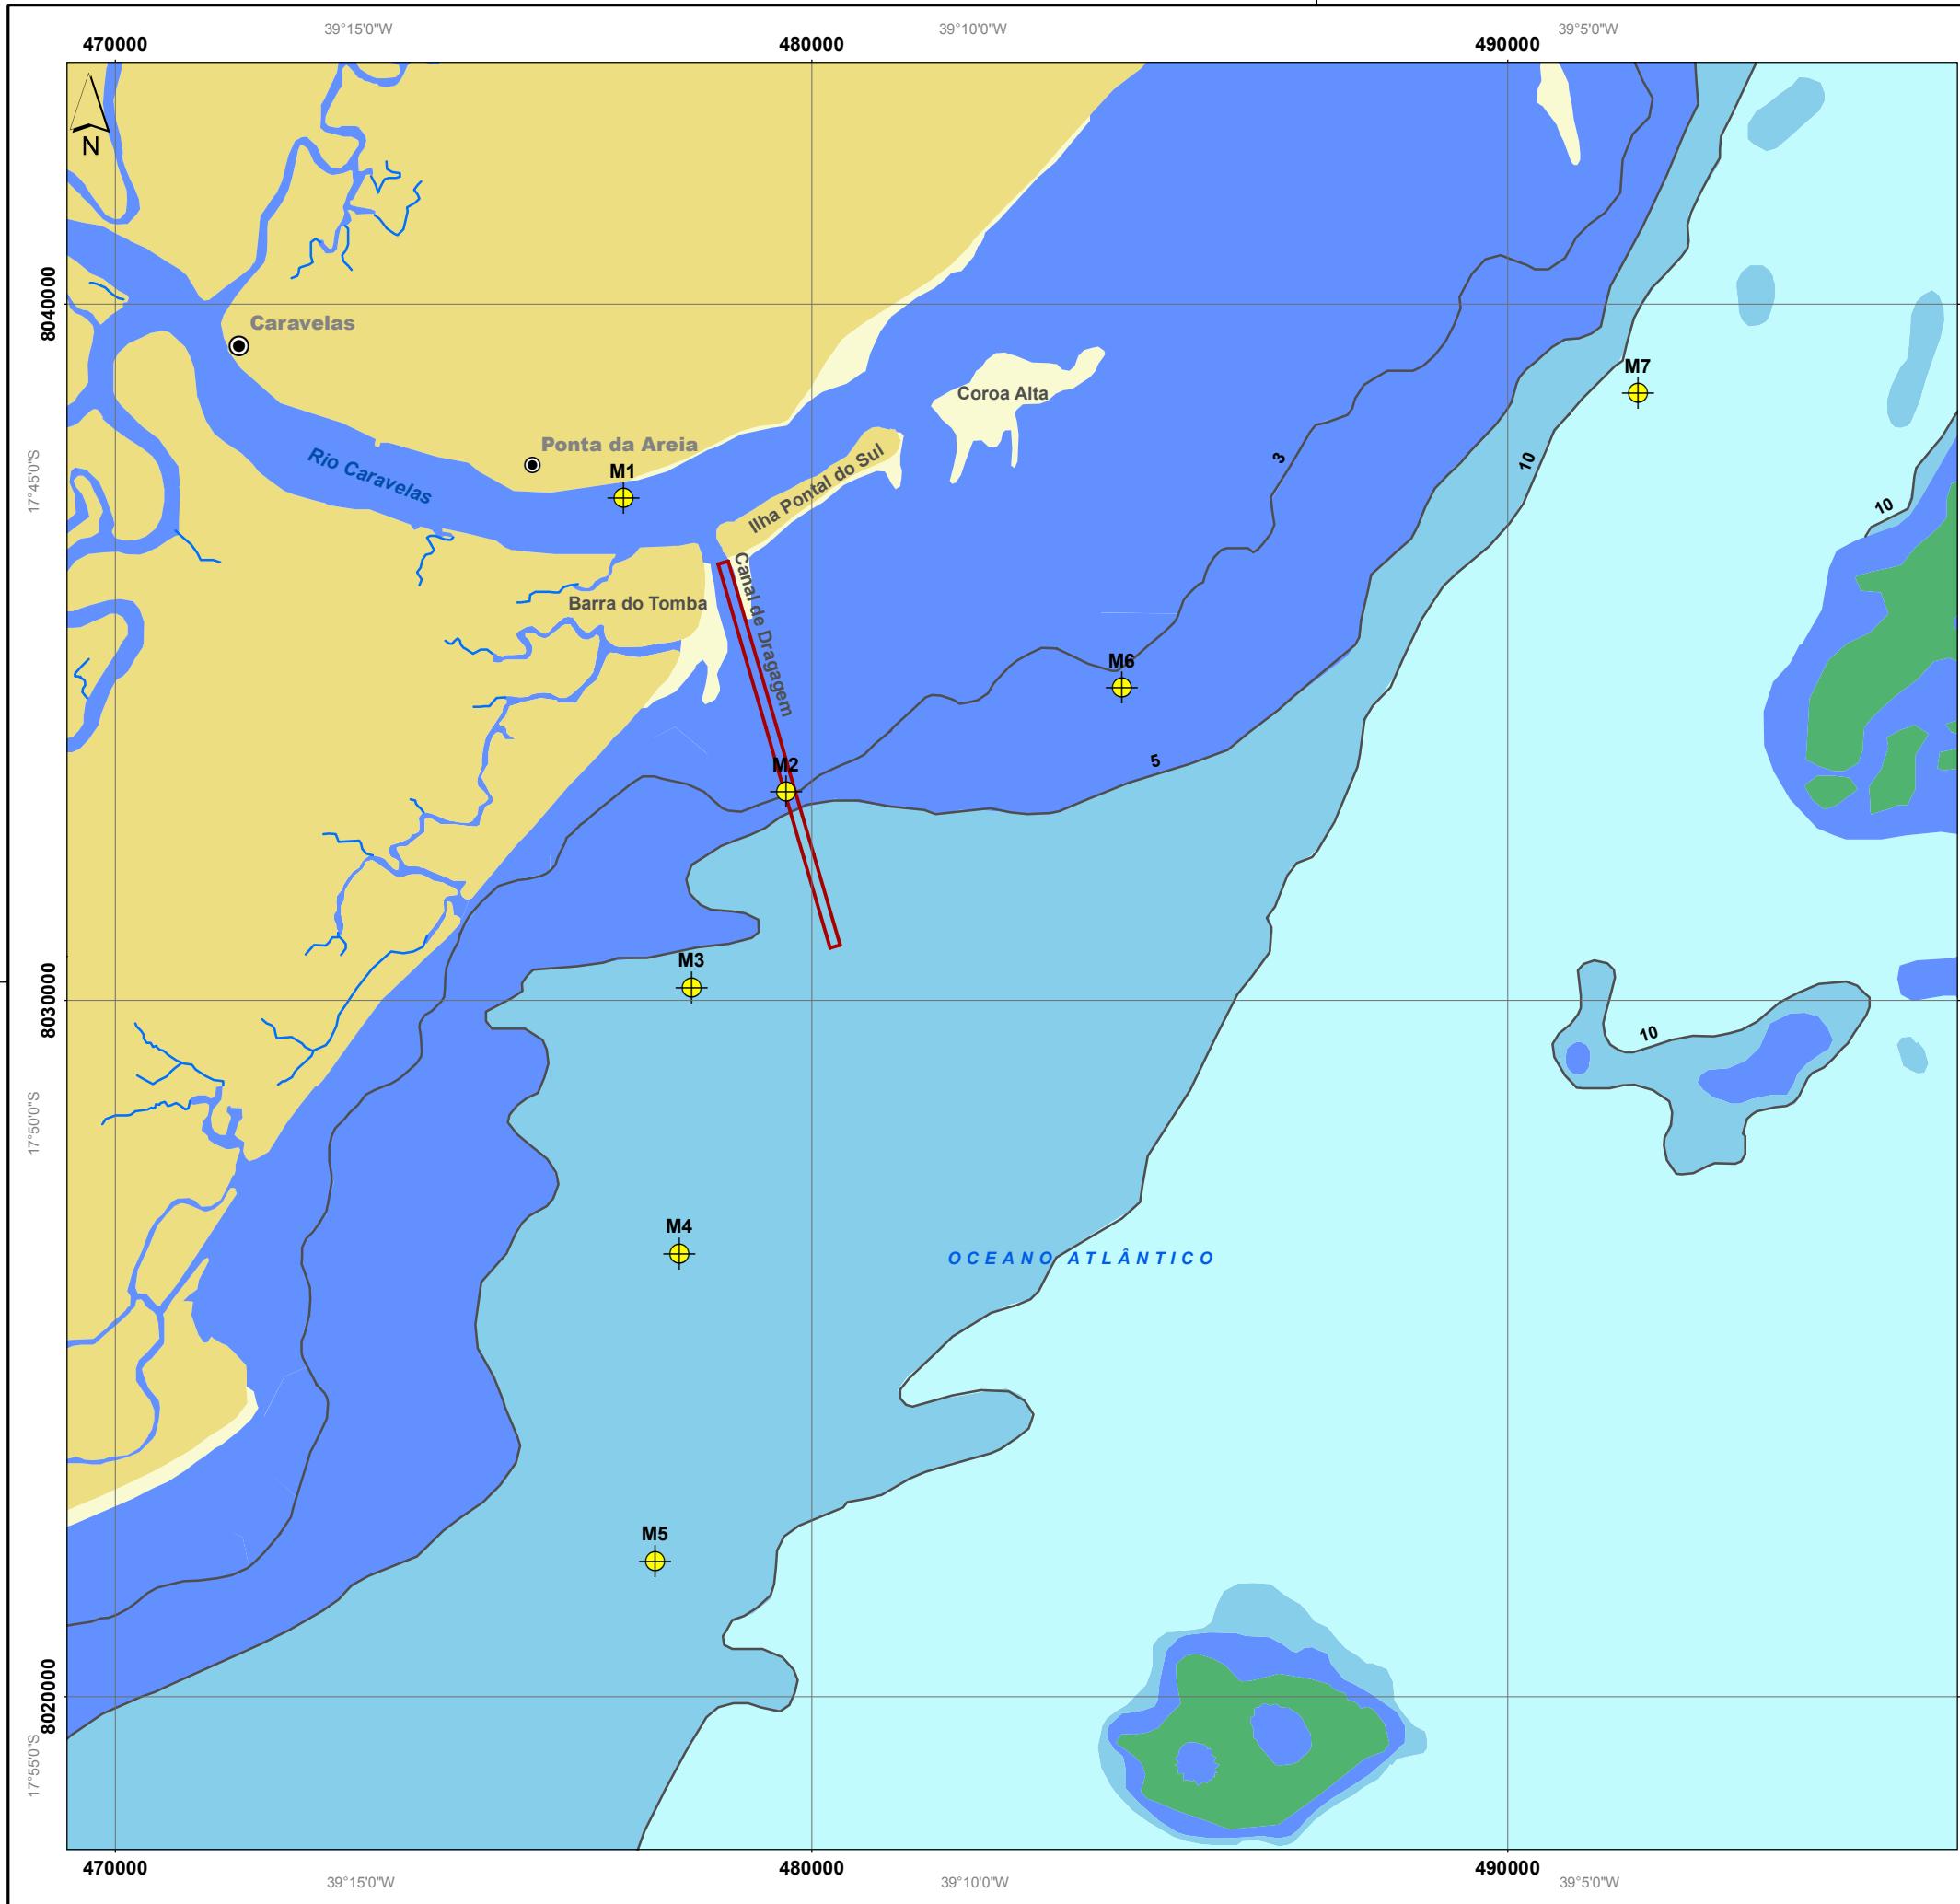 39°15'0"W
39°10'0"W
39°5'0"W
470000
480000
490000
N
8040000
Caravelas
M7
Coroa Alta
Ponta da Areia
Rio Caravelas
M1
3
10
17°45'0"S
Ilha Pontal do Sul
10
Canal de Dragagem
Barra do Tomba
M6
M2
5
M3
8030000
10
17°50'0"S
M4
OCEANO ATLÂNTICO
M5
8020000
17°55'0"S
470000
480000
490000
39°15'0"W
39°10'0"W
39°5'0"W